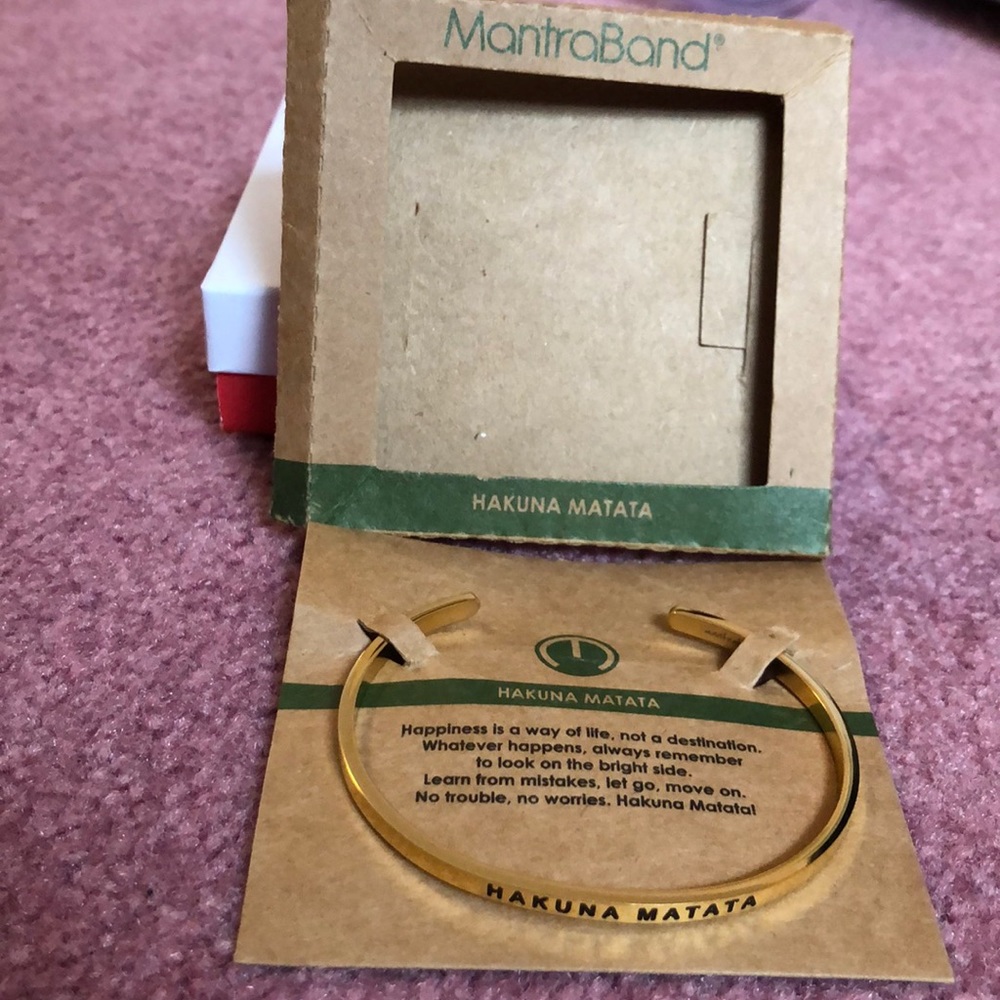 MantraBand®
HAKUNA MATATA
HAKUNA MATATA
Happiness is a way of life, not a destination.
Whatever happens, always remember
to look on the bright side.
Learn from mistakes, let go, move on.
No trouble, no worries. Hakuna Matata!
HAKUNA MATATA